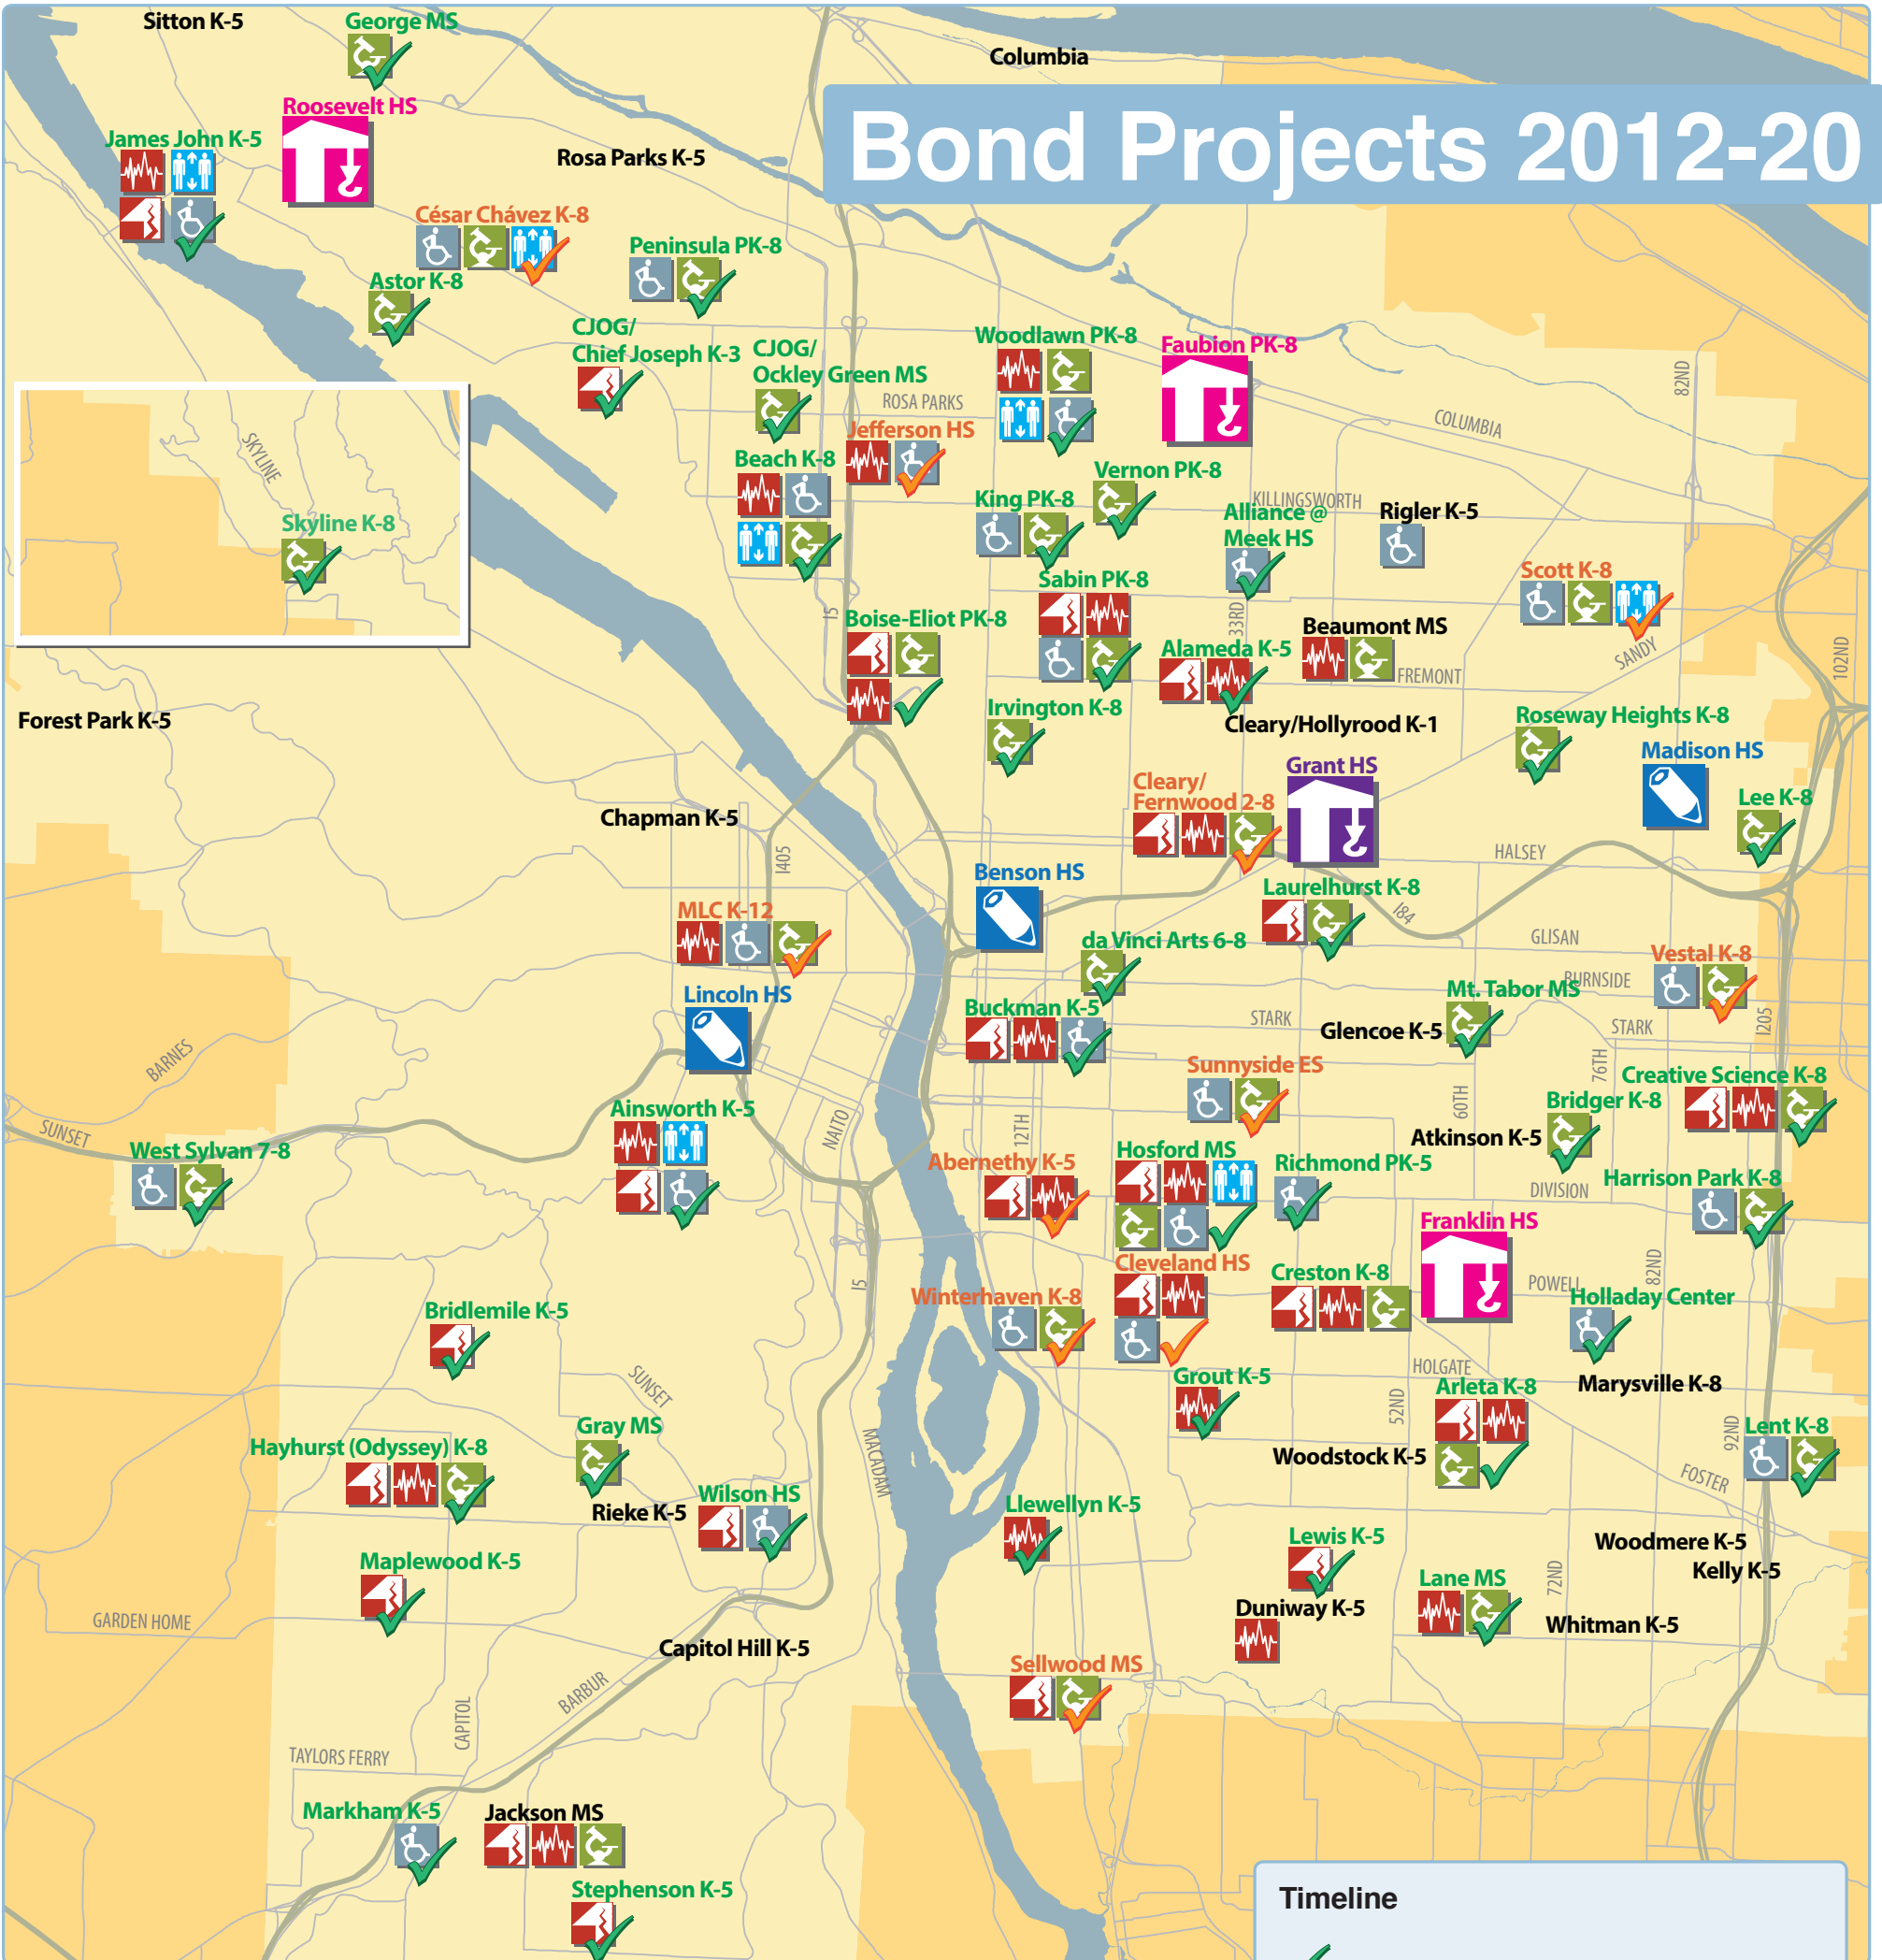 Sitton K-5
George MS
Columbia
Bond Projects 2012-20
Roosevelt HS
James John K-5
Rosa Parks K-5
César Chávez K-8
Peninsula PK-8
Astor K-8
CJOG/
Chief Joseph K-3
CJOG/
Ockley Green MS
Woodlawn PK-8
Faubion PK-8
82ND
ROSA PARKS
COLUMBIA
Jefferson HS
Beach K-8
SKYLINE
Skyline K-8
Vernon PK-8
King PK-8
KILLINGSWORTH
Alliance @
Meek HS
Rigler K-5
Scott K-8
Sabin PK-8
I5
33RD
Boise-Eliot PK-8
Beaumont MS
Alameda K-5
SANDY
102ND
FREMONT
Forest Park K-5
Irvington K-8
Cleary/Hollyrood K-1
Roseway Heights K-8
Madison HS
Grant HS
Cleary/
Fernwood 2-8
Lee K-8
Chapman K-5
I405
HALSEY
Benson HS
Laurelhurst K-8
I84
MLC K-12
da Vinci Arts 6-8
GLISAN
Vestal K-8
BURNSIDE
Lincoln HS
Mt. Tabor MS
Buckman K-5
STARK
Glencoe K-5
STARK
I205
BARNES
76TH
Sunnyside ES
Creative Science K-8
60TH
Bridger K-8
Ainsworth K-5
NAITO
12TH
SUNSET
West Sylvan 7-8
Atkinson K-5
Hosford MS
Abernethy K-5
Richmond PK-5
Harrison Park K-8
DIVISION
Franklin HS
Cleveland HS
Creston K-8
82ND
POWELL
I5
Winterhaven K-8
Holladay Center
Bridlemile K-5
SUNSET
HOLGATE
Grout K-5
Arleta K-8
Marysville K-8
52ND
Gray MS
92ND
Lent K-8
Hayhurst (Odyssey) K-8
MACADAM
Woodstock K-5
FOSTER
Wilson HS
Rieke K-5
Llewellyn K-5
Lewis K-5
Woodmere K-5
Maplewood K-5
Kelly K-5
72ND
Lane MS
Duniway K-5
GARDEN HOME
Whitman K-5
Capitol Hill K-5
Sellwood MS
BARBUR
CAPITOL
TAYLORS FERRY
Markham K-5
Jackson MS
Stephenson K-5
Timeline